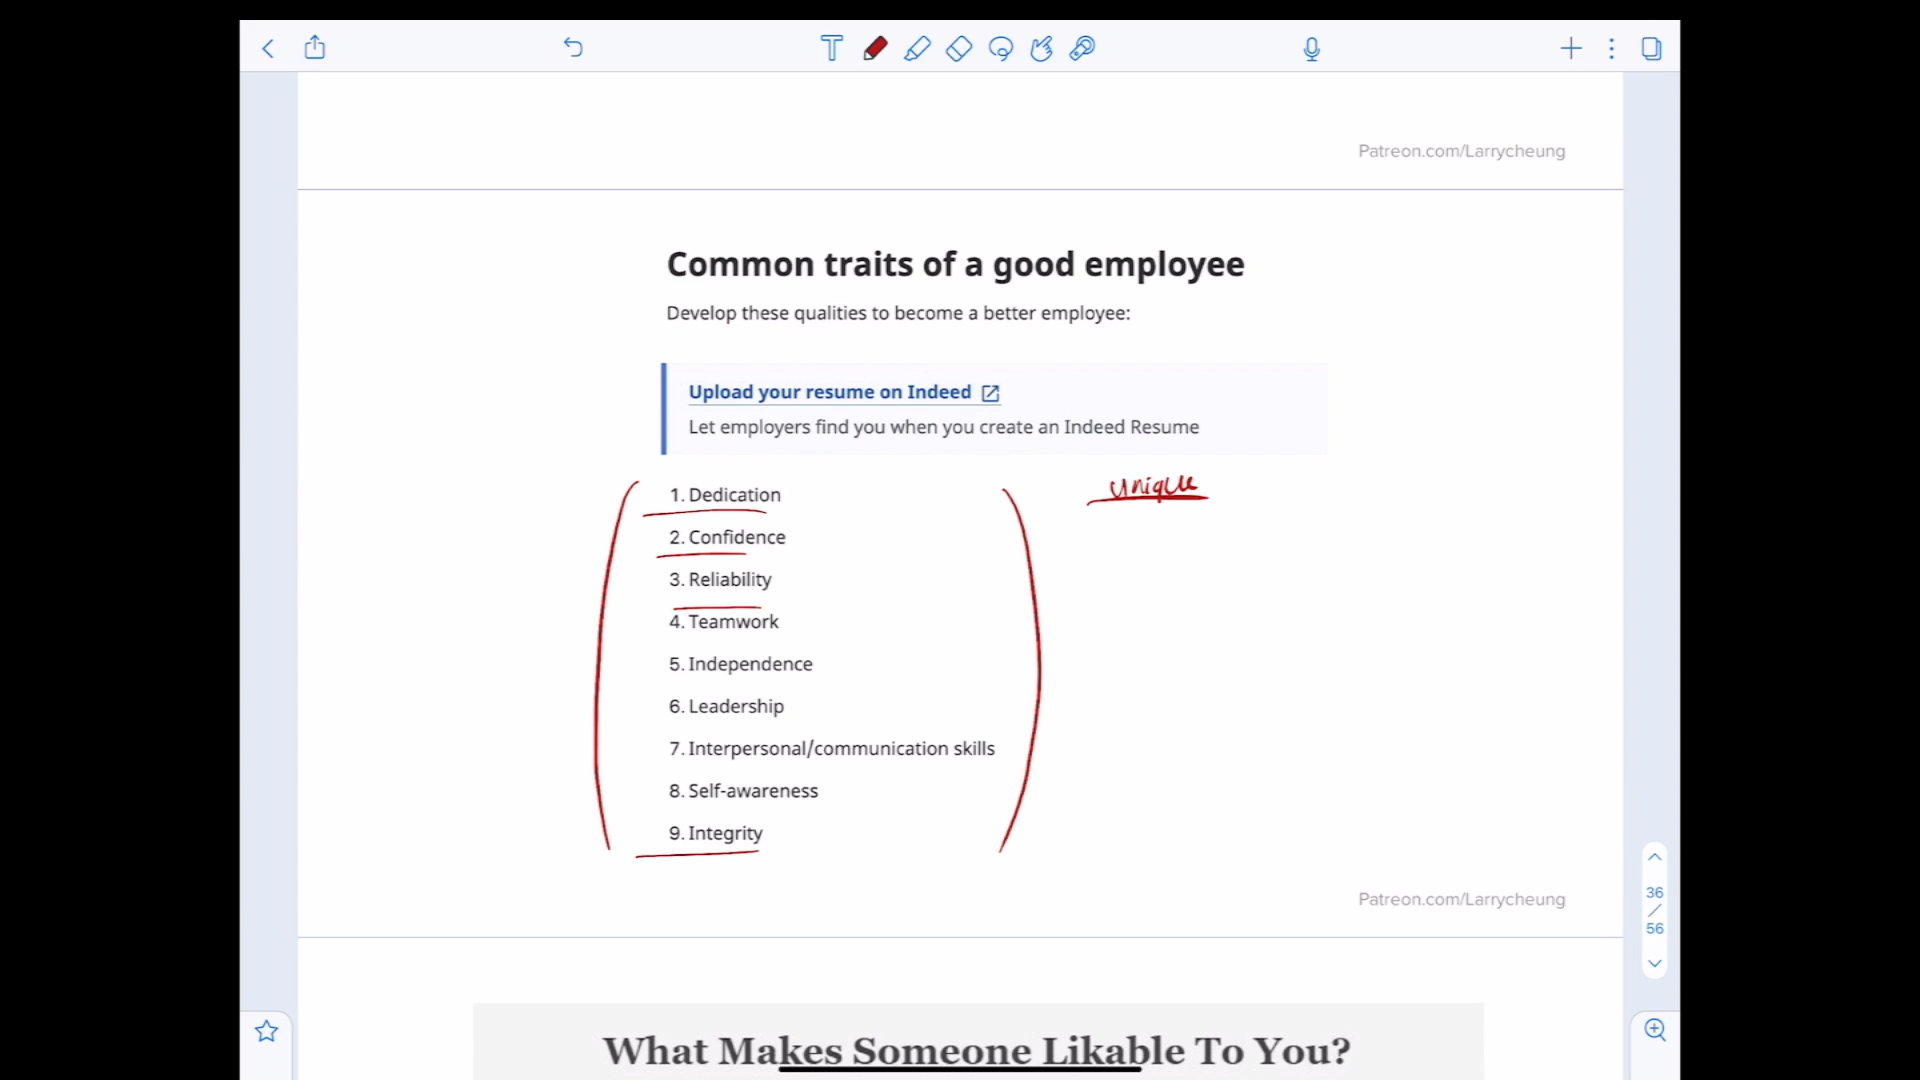 Patreon.com/Larrycheung
Common traits of a good employee
Develop these qualities to become a better employee:
Upload your resume on Indeed
Let employers find you when you create an Indeed Resume
unique
1. Dedication
2. Confidence
3. Reliability
4. Teamwork
5. Independence
6. Leadership
7. Interpersonal/communication skills
8. Self-awareness
9. Integrity
Patreon.com/Larrycheung
36
/
56
What Makes Someone Likable To You?